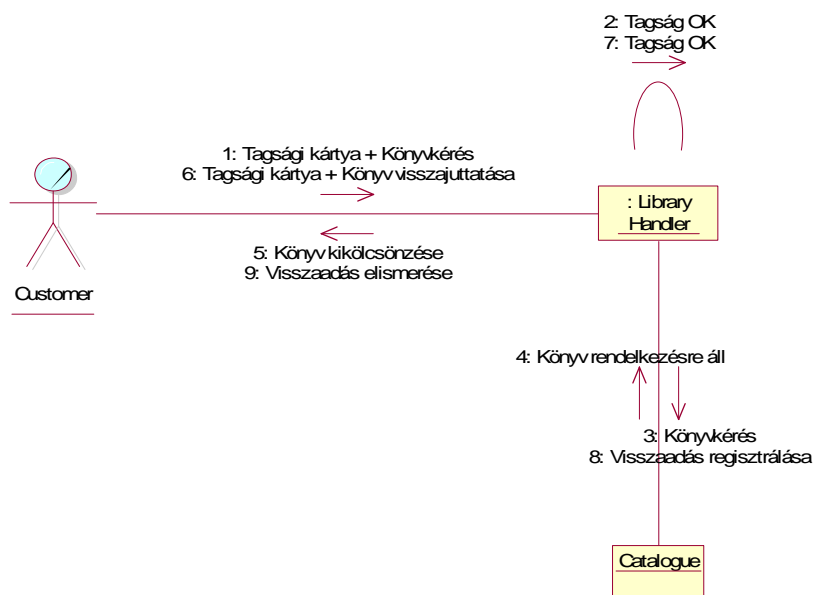 2: Tagság OK
7: Tagság OK
1: Tagsági kártya + Könyvkérés
6: Tagsági kártya + Könyv visszajuttatása
: Library
Handler
5: Könyv kikölcsönzése
9: Visszaadás elismerése
Customer
4: Könyv rendelkezésre áll
3: Könyvkérés
8: Visszaadás regisztrálása
Catalogue